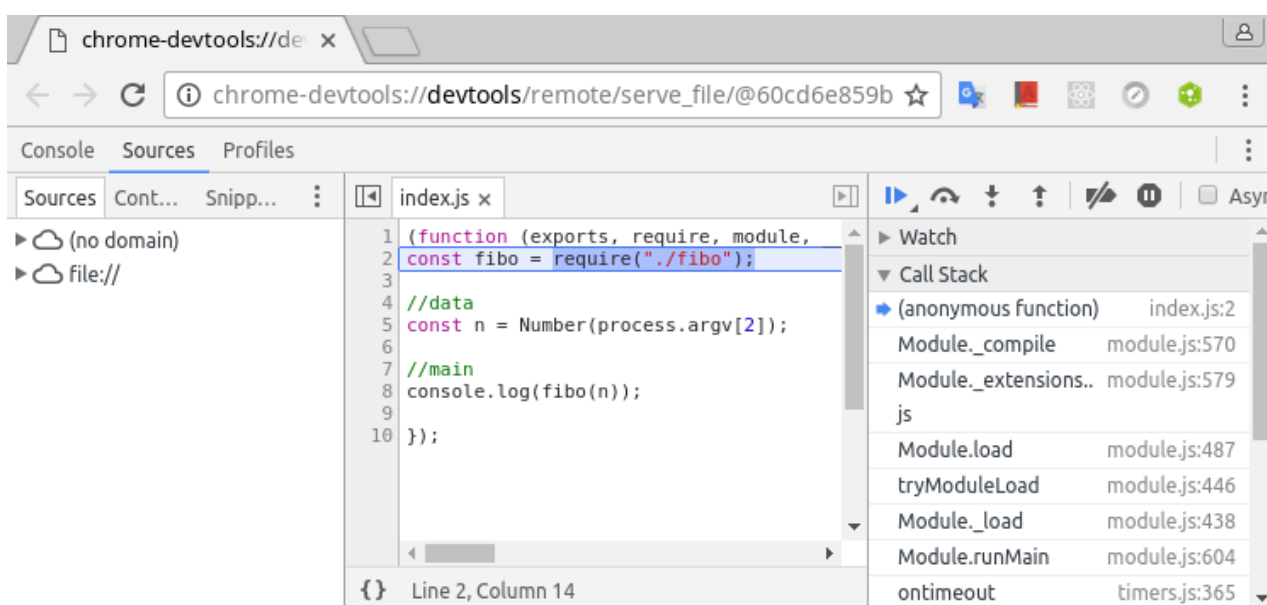 chrome-devtools://de
chrome-devtools://devtools/remote/serve_file/@60cd6e859b
Console Sources Profiles
Sources Cont... Snipp...
index.js
Asyn
(no domain)
file://
1 (function (exports, require, module, _
2 const fibo = require("./fibo");
3
4 //data
5 const n = Number(process.argv[2]);
6
7 //main
8 console.log(fibo(n));
9
10 });
{} Line 2, Column 14
Watch
Call Stack
(anonymous function) index.js:2
Module._compile module.js:570
Module._extensions.. module.js:579
js
Module.load module.js:487
tryModuleLoad module.js:446
Module._load module.js:438
Module.runMain module.js:604
ontimeout timers.js:365